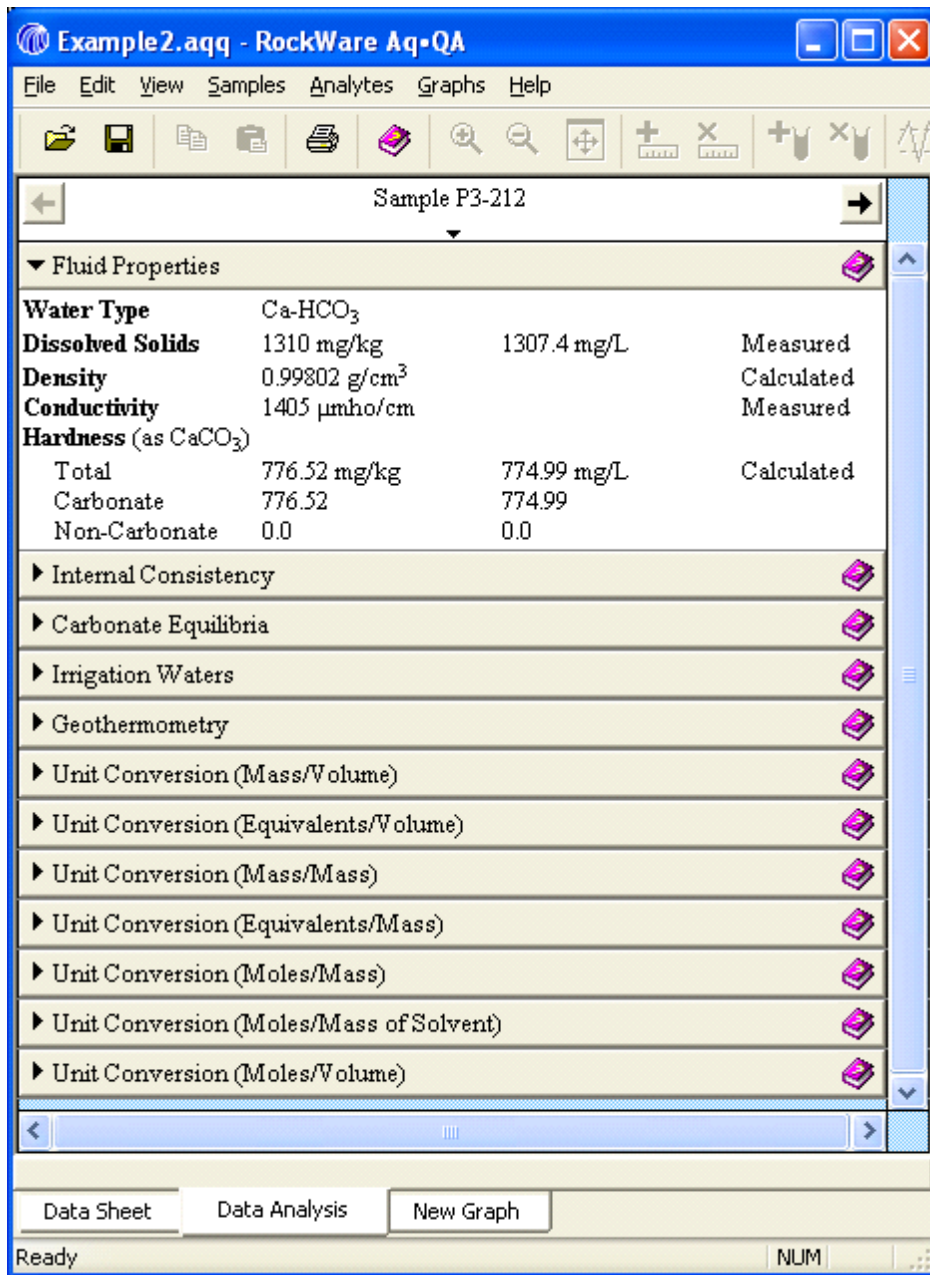 Example2.aqq - RockWare Aq•QA
File Edit View Samples Analytes Graphs Help
Sample P3-212
Fluid Properties
Water Type Ca-HCO₃
Dissolved Solids 1310 mg/kg 1307.4 mg/L Measured
Density 0.99802 g/cm³ Calculated
Conductivity 1405 µmho/cm Measured
Hardness (as CaCO₃)
Total 776.52 mg/kg 774.99 mg/L Calculated
Carbonate 776.52 774.99
Non-Carbonate 0.0 0.0
Internal Consistency
Carbonate Equilibria
Irrigation Waters
Geothermometry
Unit Conversion (Mass/Volume)
Unit Conversion (Equivalents/Volume)
Unit Conversion (Mass/Mass)
Unit Conversion (Equivalents/Mass)
Unit Conversion (Moles/Mass)
Unit Conversion (Moles/Mass of Solvent)
Unit Conversion (Moles/Volume)
Data Sheet Data Analysis New Graph
Ready NUM